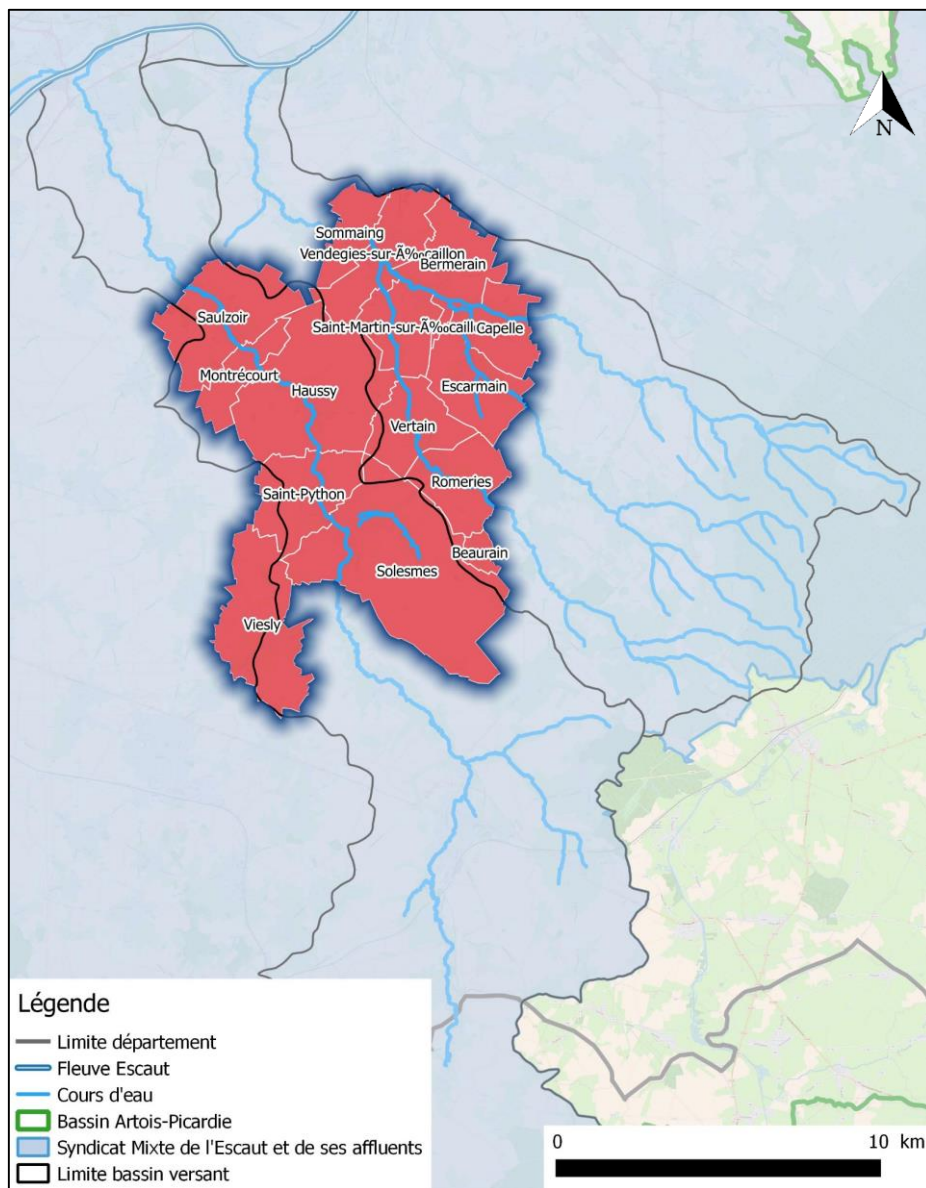 N
Sommaing
Vendegies-sur-Ã‰caillon
Bermerain
Saulzoir
Saint-Martin-sur-Ã‰caill
Capelle
Montrécourt
Haussy
Escarmain
Vertain
Saint-Python
Romeries
Beaurain
Solesmes
Viesly
Légende
Limite département
Fleuve Escaut
Cours d'eau
Bassin Artois-Picardie
Syndicat Mixte de l'Escaut et de ses affluents
Limite bassin versant
0 10 km